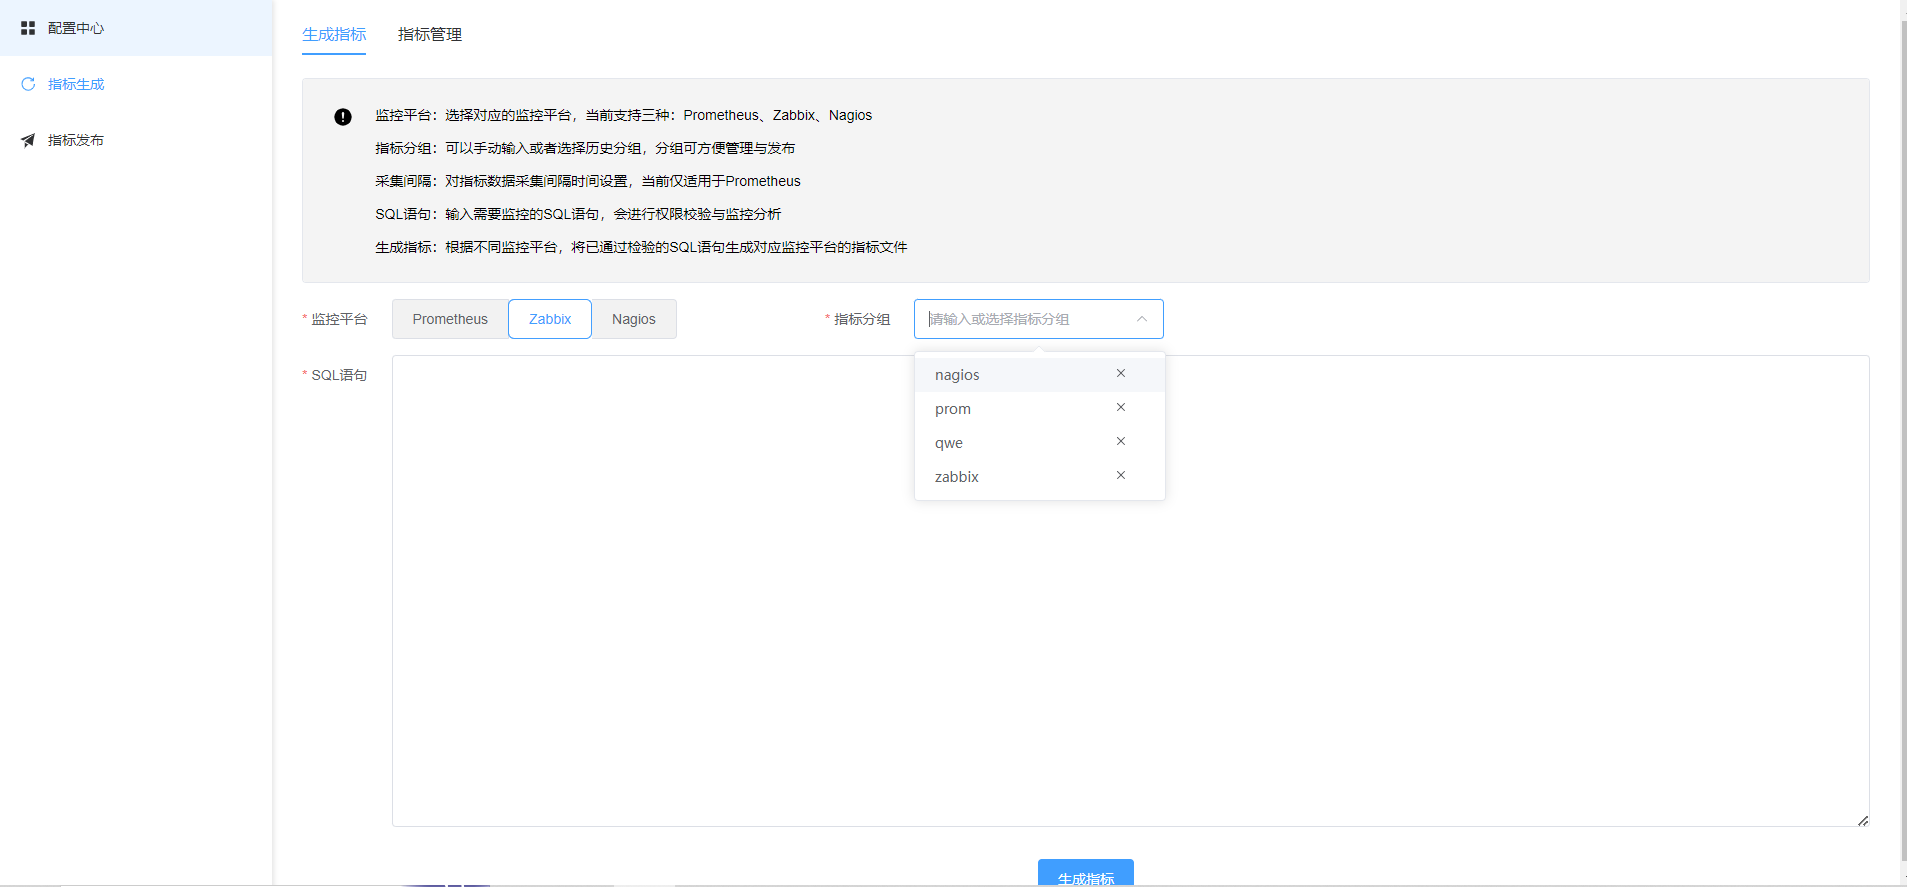 配置中心
指标生成
指标发布
生成指标 指标管理
监控平台：选择对应的监控平台，当前支持三种：Prometheus、Zabbix、Nagios
指标分组：可以手动输入或者选择历史分组，分组可方便管理与发布
采集间隔：对指标数据采集间隔时间设置，当前仅适用于Prometheus
SQL语句：输入需要监控的SQL语句，会进行权限校验与监控分析
生成指标：根据不同监控平台，将已通过检验的SQL语句生成对应监控平台的指标文件
* 监控平台 Prometheus Zabbix Nagios * 指标分组 请输入或选择指标分组
* SQL语句
nagios
prom
qwe
zabbix
生成指标